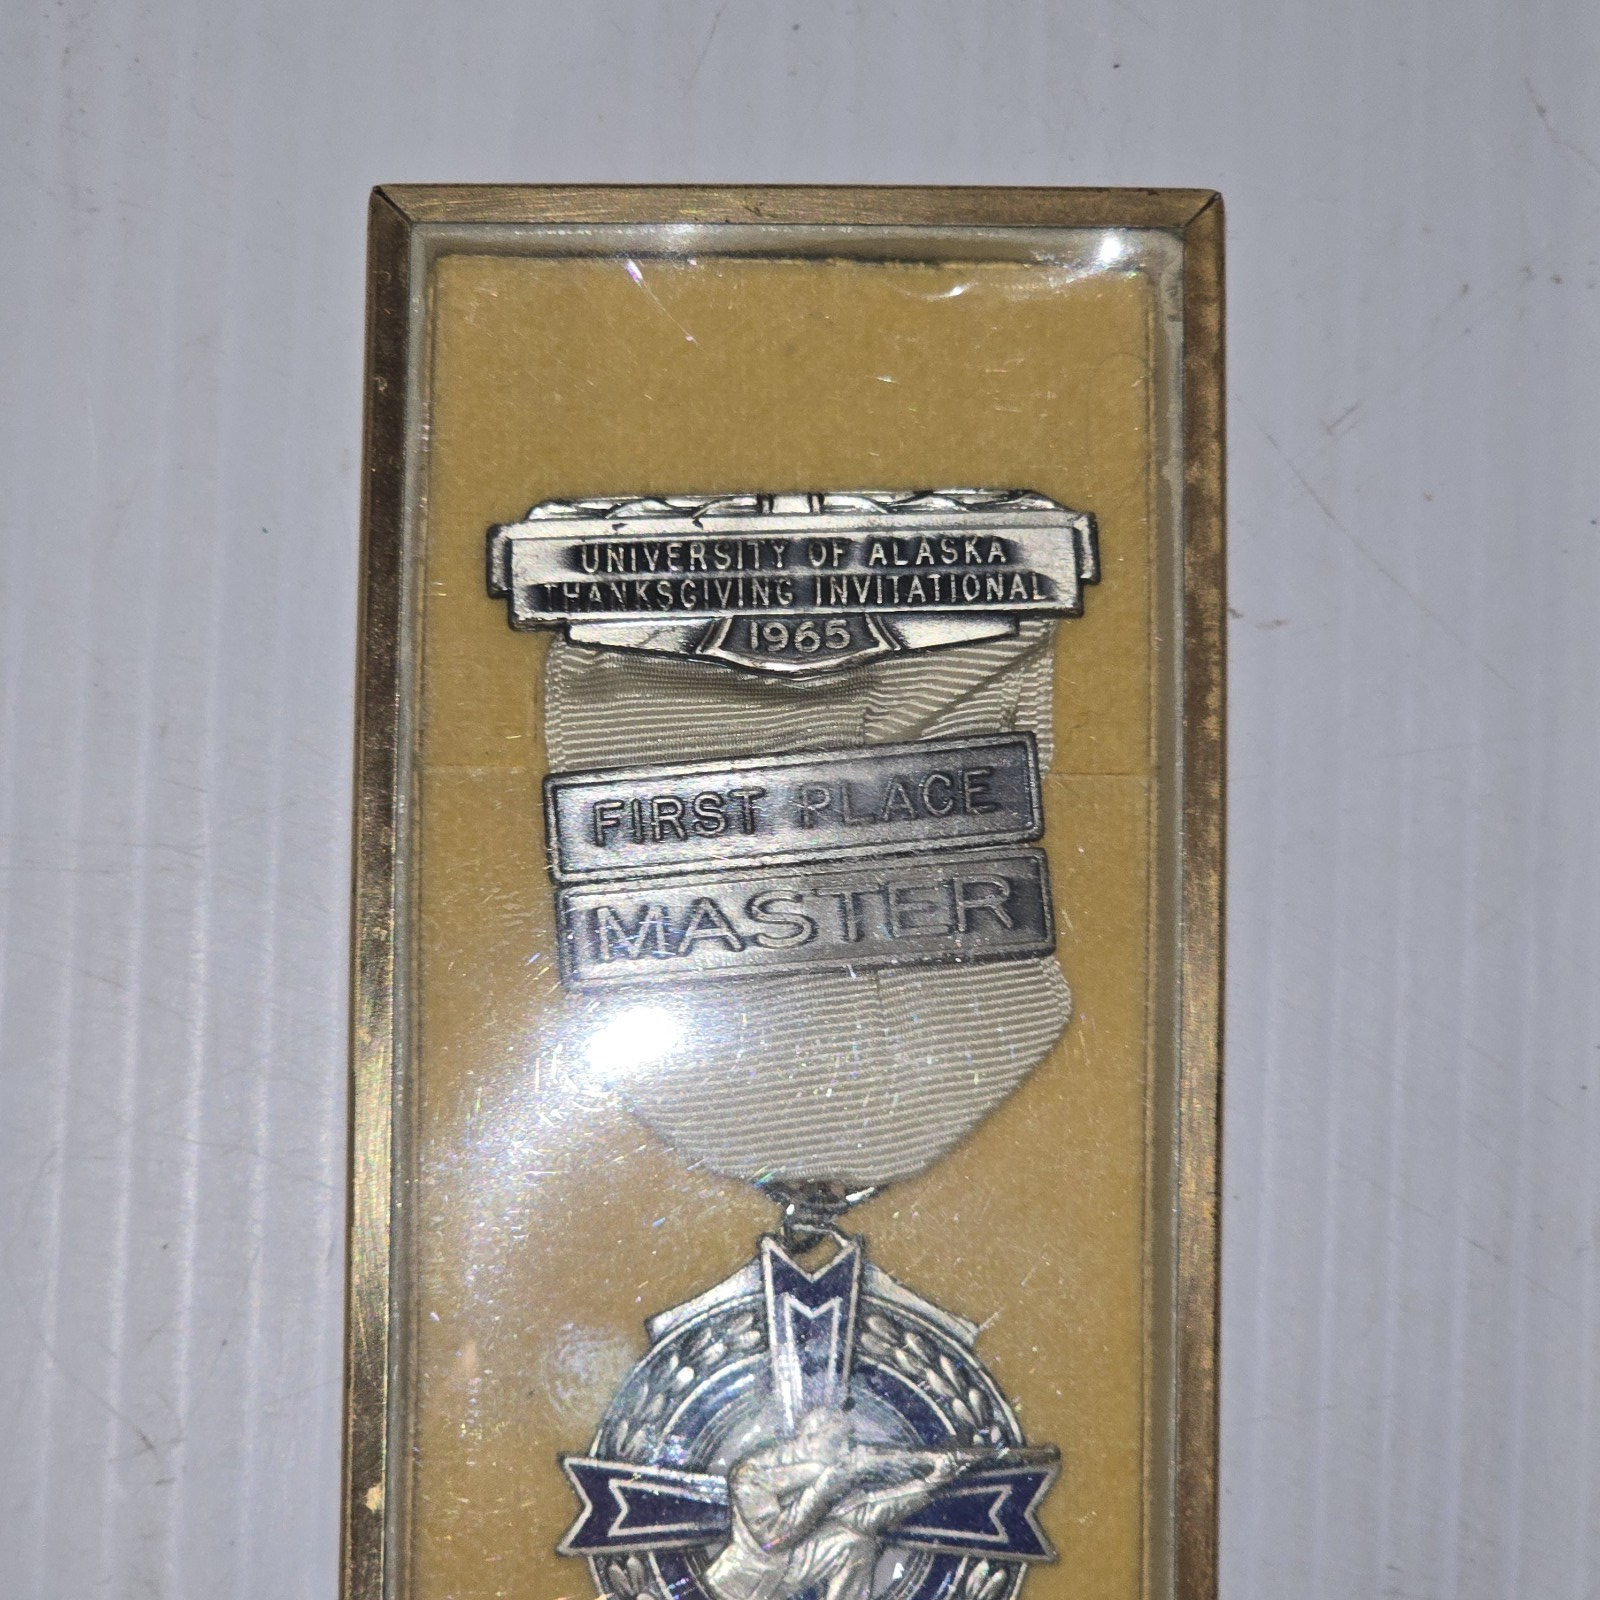 UNIVERSITY OF ALASKA
THANKSGIVING INVITATIONAL
1965
FIRST PLACE
MASTER